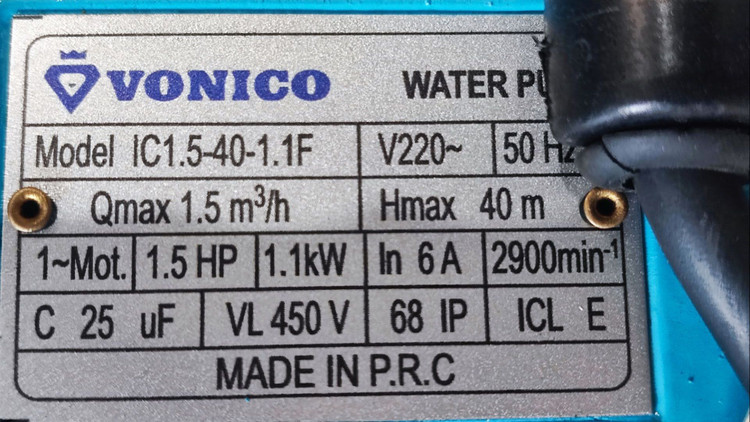 VONICO WATER
Model IC1.5-40-1.1F V220~ 50 Hz
Qmax 1.5 m³/h Hmax 40 m
1~Mot. 1.5 HP 1.1kW In 6 A 2900min-¹
C 25 uF VL 450 V 68 IP ICL E
MADE IN P.R.C